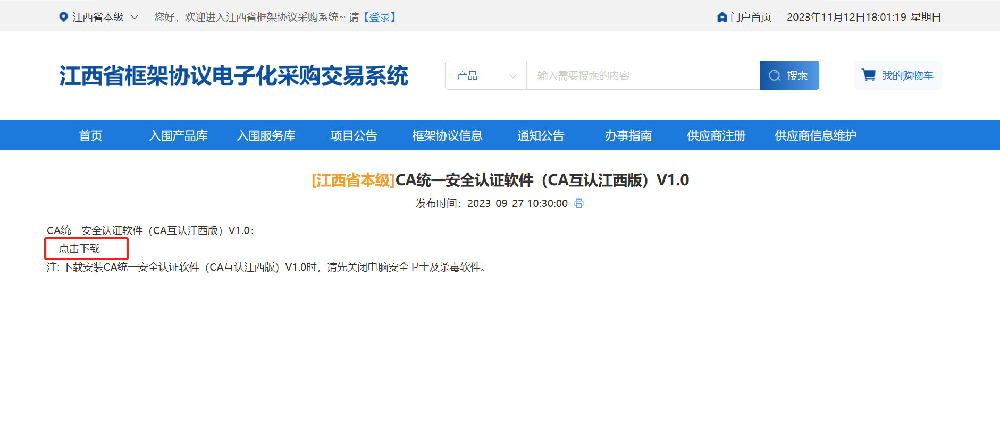 江西省本级 您好，欢迎进入江西省框架协议采购系统~ 请【登录】 门户首页 2023年11月12日18:01:19 星期日
江西省框架协议电子化采购交易系统 产品 输入需要搜索的内容 搜索 我的购物车
首页 入围产品库 入围服务库 项目公告 框架协议信息 通知公告 办事指南 供应商注册 供应商信息维护
[江西省本级]CA统一安全认证软件（CA互认江西版）V1.0
发布时间：2023-09-27 10:30:00
CA统一安全认证软件（CA互认江西版）V1.0：
点击下载
注: 下载安装CA统一安全认证软件（CA互认江西版）V1.0时，请先关闭电脑安全卫士及杀毒软件。